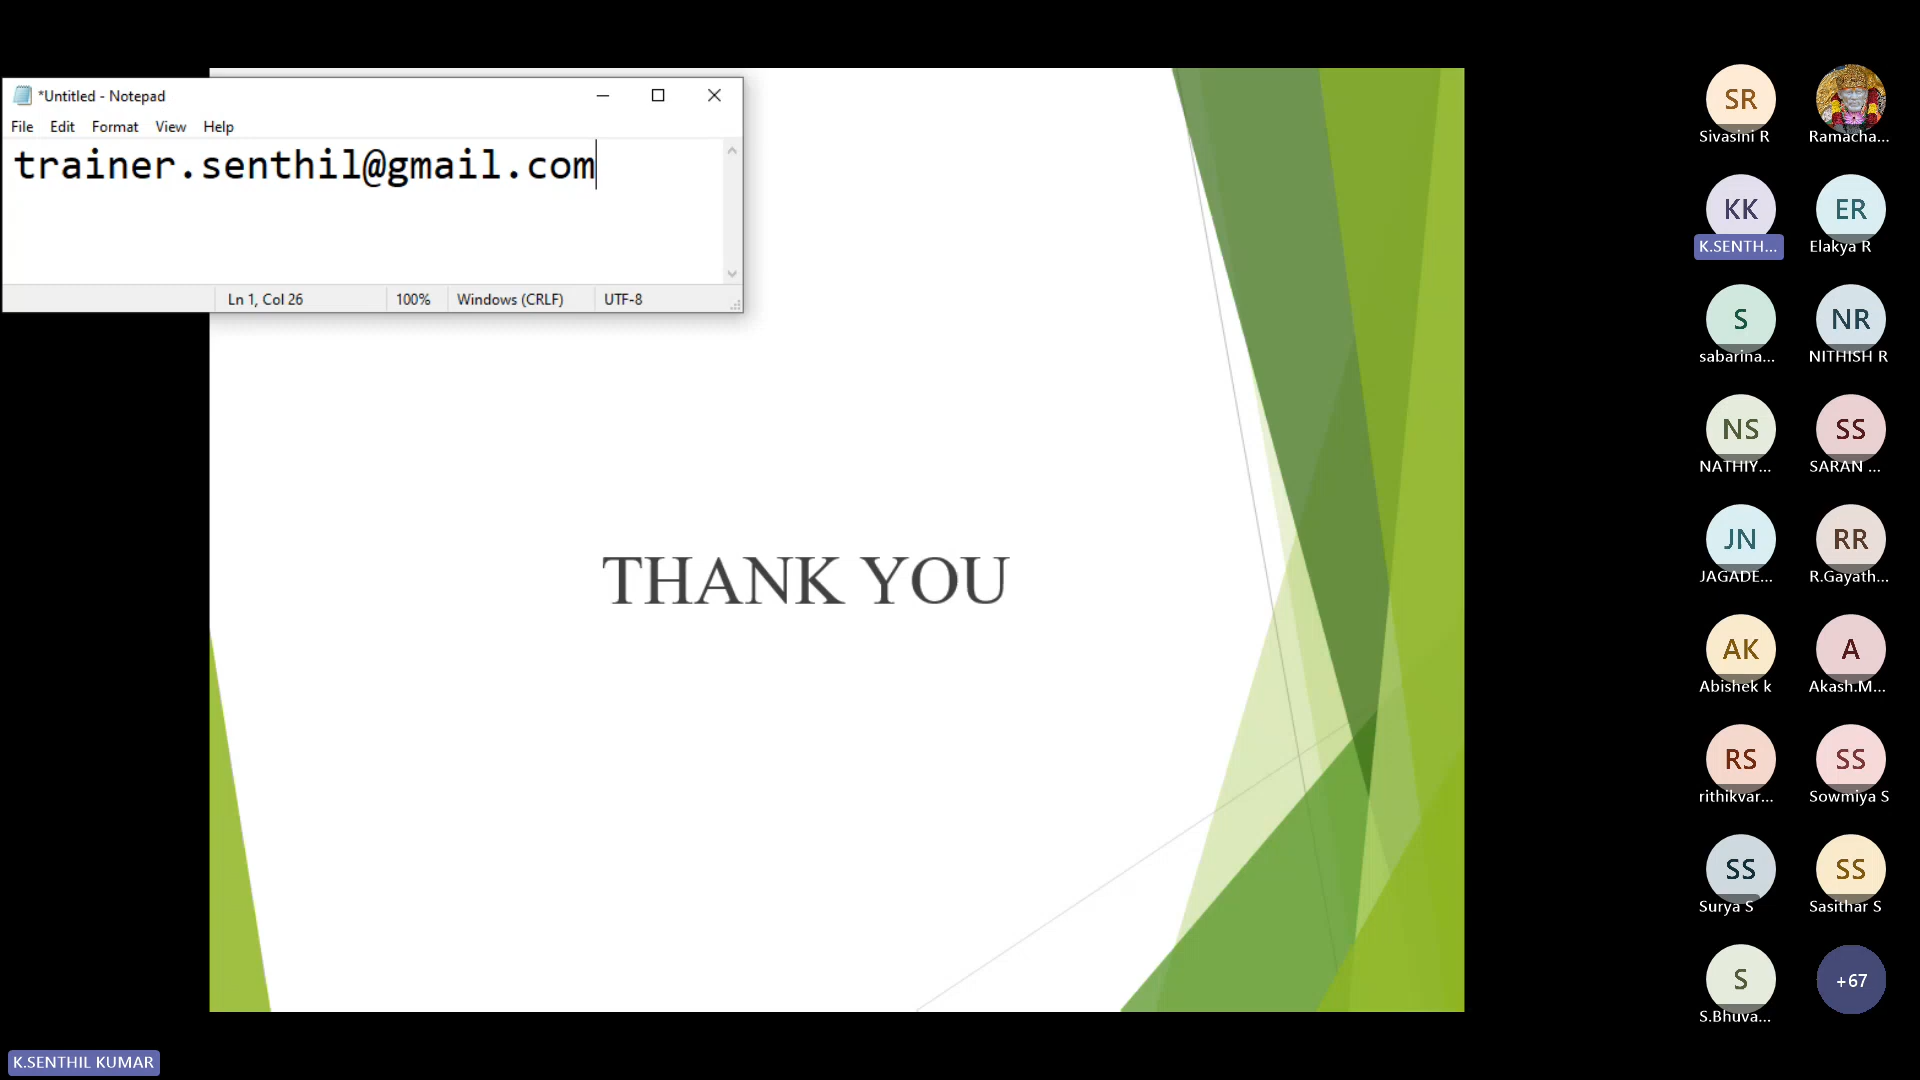 *Untitled - Notepad
File Edit Format View Help
trainer.senthil@gmail.com
Ln 1, Col 26 100% Windows (CRLF) UTF-8
THANK YOU
SR
Sivasini R
Ramacha...
KK
K.SENTH...
ER
Elakya R
S
sabarina...
NR
NITHISH R
NS
NATHIY...
SS
SARAN ...
JN
JAGADE...
RR
R.Gayath...
AK
Abishek k
A
Akash.M...
RS
rithikvar...
SS
Sowmiya S
SS
Surya S
SS
Sasithar S
S
S.Bhuva...
+67
K.SENTHIL KUMAR